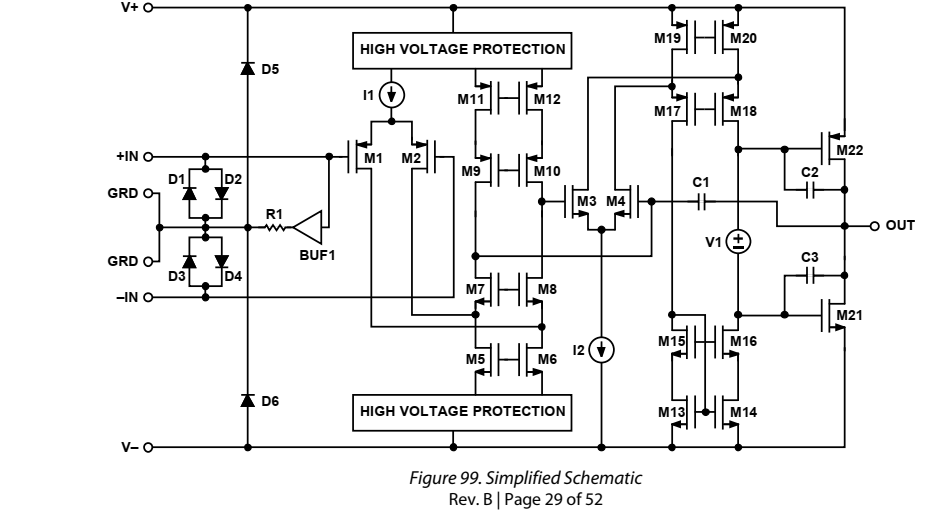 V+
M19 M20
HIGH VOLTAGE PROTECTION
D5
I1
M11 M12
M17 M18
+IN
M1 M2
M22
D1 D2
M9 M10
C2
GRD
M3 M4
C1
R1
OUT
BUF1
V1
GRD
C3
D3 D4
M7 M8
–IN
M21
M15 M16
I2
M5 M6
D6
HIGH VOLTAGE PROTECTION
M13 M14
V–
Figure 99. Simplified Schematic
Rev. B | Page 29 of 52